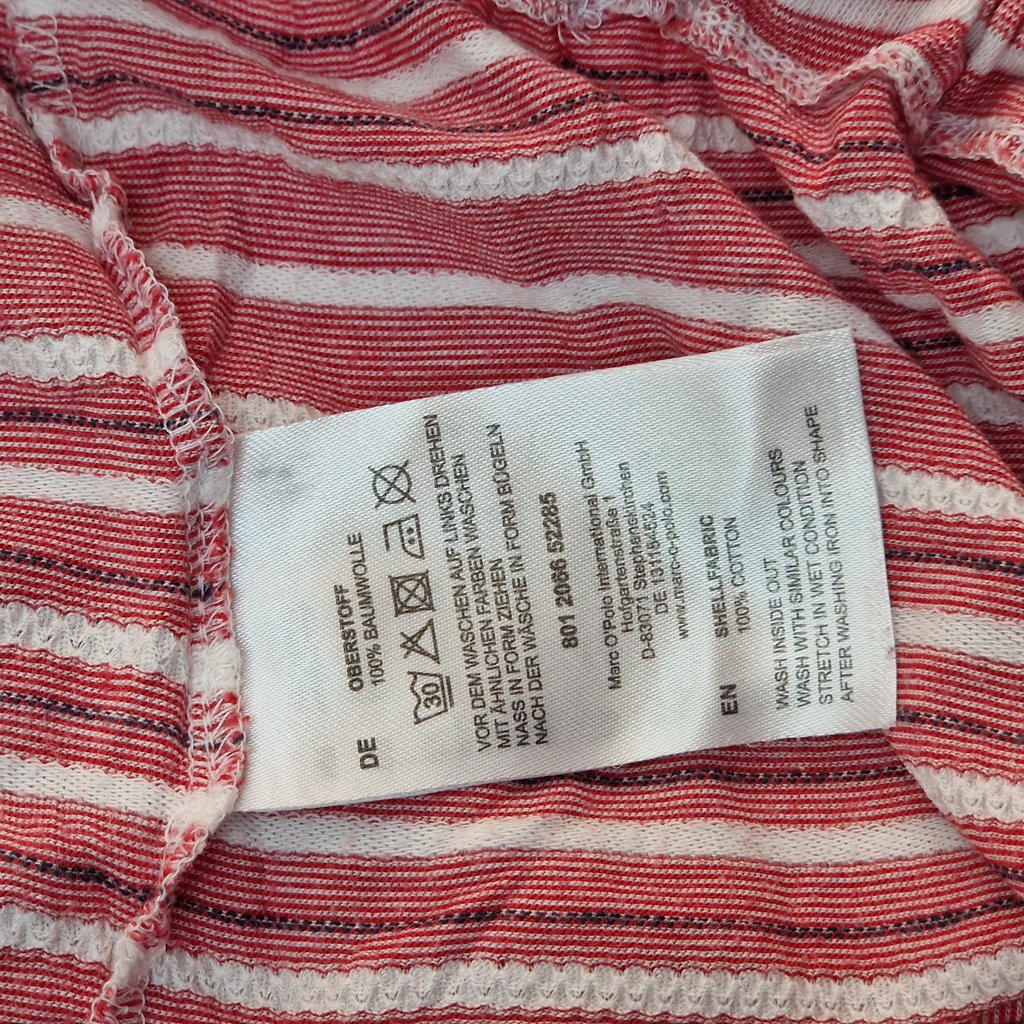 DE
OBERSTOFF
100% BAUMWOLLE
30
VOR DEM WASCHEN AUF LINKS DREHEN
MIT ÄHNLICHEN FARBEN WASCHEN
NASS IN FORM ZIEHEN
NACH DER WÄSCHE IN FORM BÜGELN
801 2066 52285
Marc O'Polo International GmbH
Hofgartenstraße 1
D-83071 Stephanskirchen
DE 13164-524
www.marc-o-polo.com
EN
SHELLFABRIC
100% COTTON
WASH INSIDE OUT
WASH WITH SIMILAR COLOURS
STRETCH IN WET CONDITION
AFTER WASHING IRON INTO SHAPE